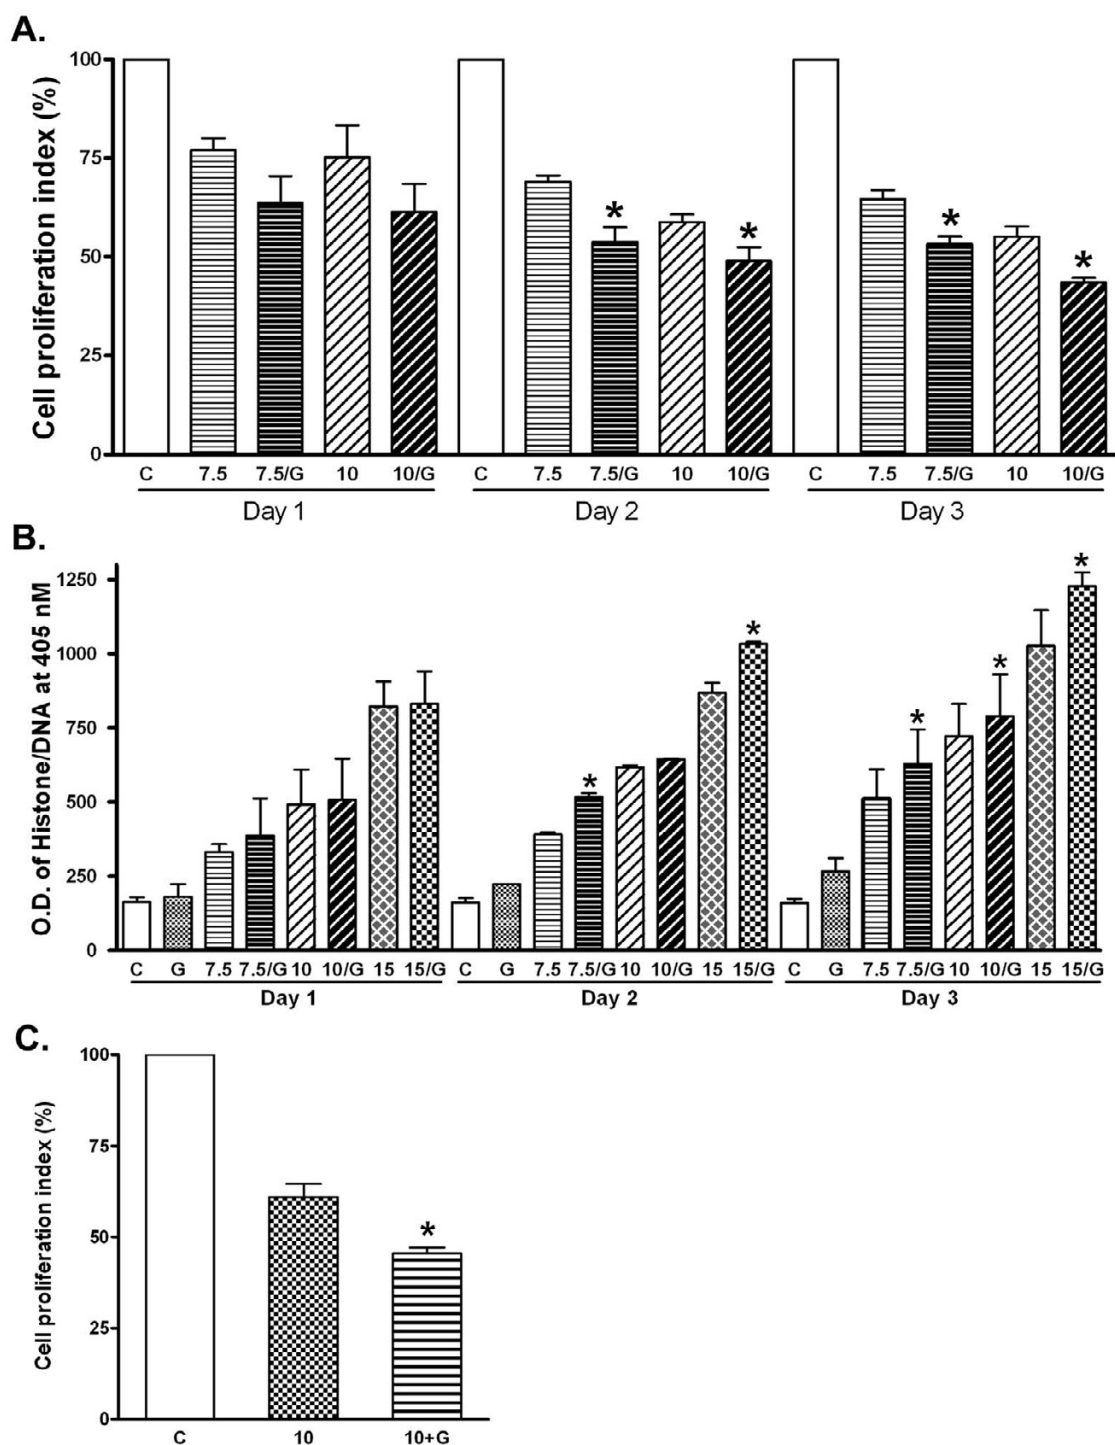 A.
Cell proliferation index (%)
100
75
50
25
0
C 7.5 7.5/G 10 10/G C 7.5 7.5/G 10 10/G C 7.5 7.5/G 10 10/G
* * * *
Day 1 Day 2 Day 3
B.
O.D. of Histone/DNA at 405 nM
1250
1000
750
500
250
0
* * * * *
C G 7.5 7.5/G 10 10/G 15 15/G C G 7.5 7.5/G 10 10/G 15 15/G C G 7.5 7.5/G 10 10/G 15 15/G
Day 1 Day 2 Day 3
C.
Cell proliferation index (%)
100
75
50
25
0
*
C 10 10+G